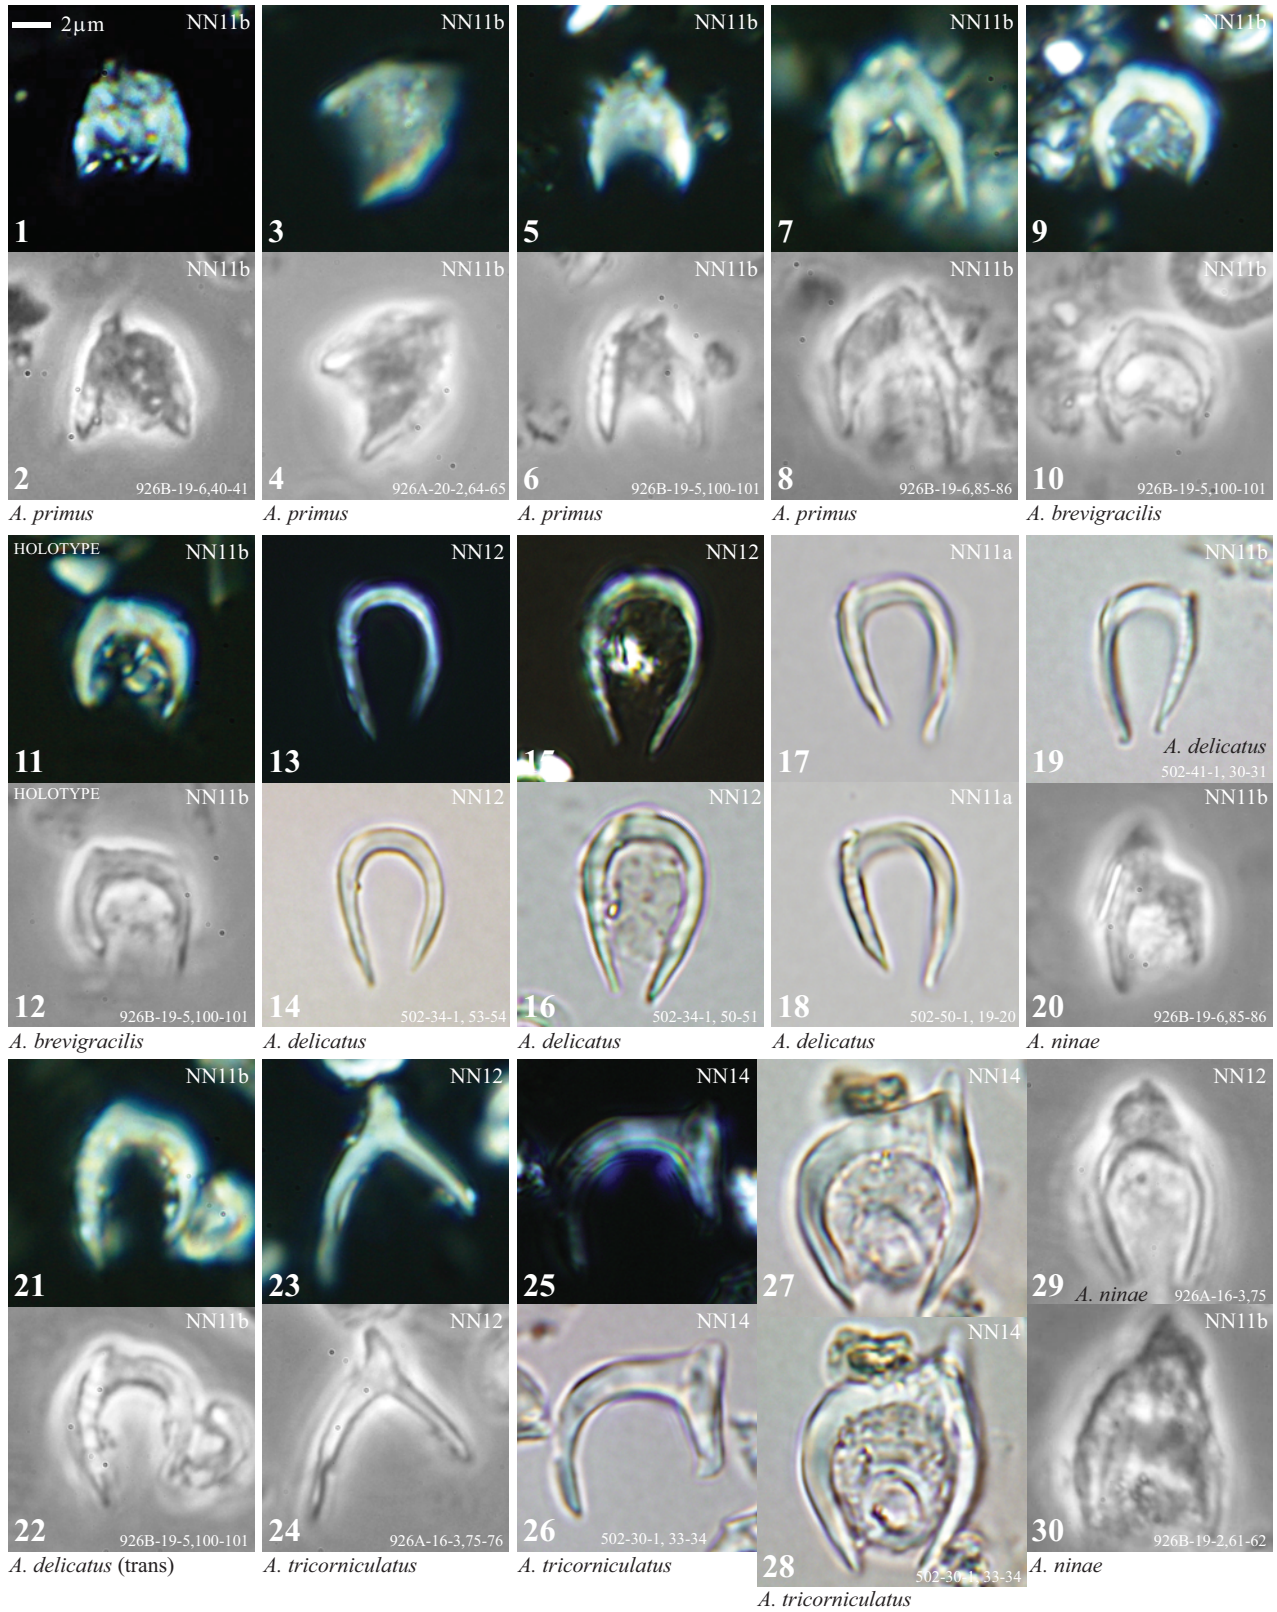 2µm NN11b NN11b NN11b NN11b NN11b
1 3 5 7 9
NN11b NN11b NN11b NN11b NN11b
2 4 6 8 10
926B-19-6,40-41 926A-20-2,64-65 926B-19-5,100-101 926B-19-6,85-86 926B-19-5,100-101
A. primus A. primus A. primus A. primus A. brevigracilis
HOLOTYPE NN11b NN12 NN12 NN11a NN11b
11 13 15 17 19
A. delicatus
502-41-1, 30-31
HOLOTYPE NN11b NN12 NN12 NN11a NN11b
12 14 16 18 20
926B-19-5,100-101 502-34-1, 53-54 502-34-1, 50-51 502-50-1, 19-20 926B-19-6,85-86
A. brevigracilis A. delicatus A. delicatus A. delicatus A. ninae
NN11b NN12 NN14 NN14 NN12
21 23 25 27 29
A. ninae 926A-16-3,75
NN11b NN12 NN14 NN14 NN11b
22 24 26 28 30
926B-19-5,100-101 926A-16-3,75-76 502-30-1, 33-34 502-30-1, 33-34 926B-19-2,61-62
A. delicatus (trans) A. tricorniculatus A. tricorniculatus A. ninae
A. tricorniculatus